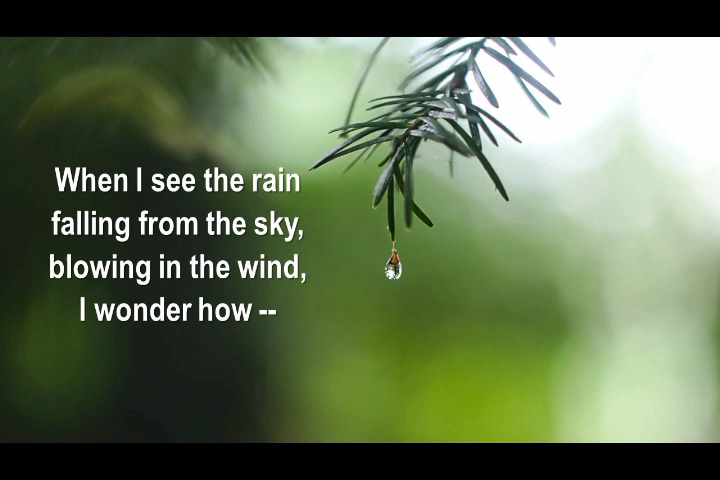 When I see the rain
falling from the sky,
blowing in the wind,
I wonder how --